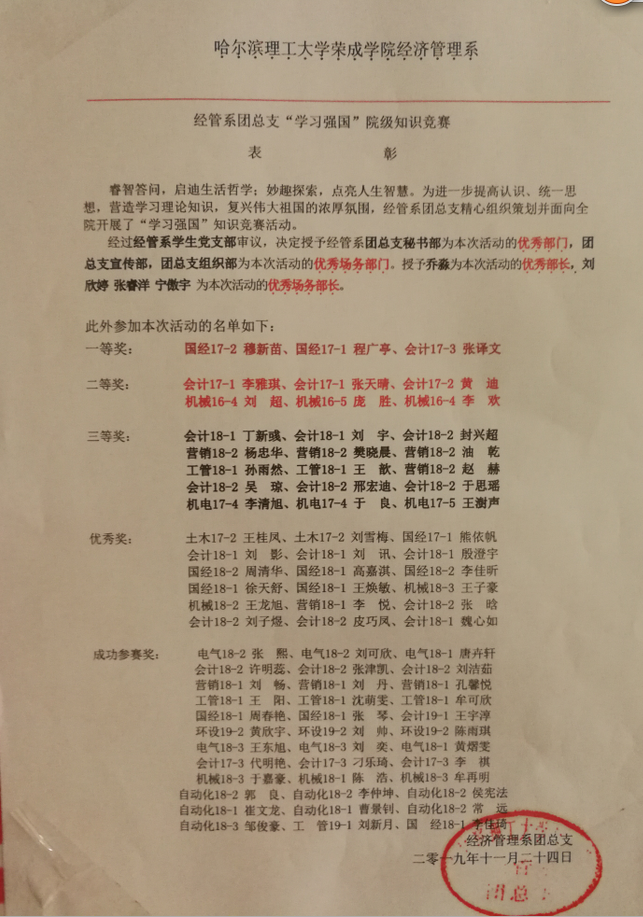 哈尔滨理工大学荣成学院经济管理系
经管系团总支“学习强国”院级知识竞赛
表 彰
睿智答问，启迪生活哲学；妙趣探索，点亮人生智慧。为进一步提高认识、统一思
想，营造学习理论知识，复兴伟大祖国的浓厚氛围，经管系团总支精心组织策划并面向全
院开展了“学习强国”知识竞赛活动。
经过经管系学生党支部审议，决定授予经管系团总支秘书部为本次活动的优秀部门，团
总支宣传部，团总支组织部为本次活动的优秀场务部门。授予乔淼为本次活动的优秀部长，刘
欣婷 张睿洋 宁傲宇 为本次活动的优秀场务部长。
此外参加本次活动的名单如下：
一等奖： 国经17-2 穆新苗、国经17-1 程广亭、会计17-3 张译文
二等奖： 会计17-1 李雅琪、会计17-1 张天晴、会计17-2 黄 迪
机械16-4 刘 超、机械16-5 庞 胜、机械16-4 李 欢
三等奖： 会计18-1 丁新彧、会计18-1 刘 宇、会计18-2 封兴超
营销18-2 杨忠华、营销18-2 樊晓晨、营销18-2 油 乾
工管18-1 孙雨然、工管18-1 王 歆、营销18-2 赵 赫
会计18-2 吴 琼、会计18-2 邢宏迪、会计18-2 于思瑶
机电17-4 李清旭、机电17-4 于 良、机电17-5 王澍声
优秀奖： 土木17-2 王桂凤、土木17-2 刘雪梅、国经17-1 熊依帆
会计18-1 刘 影、会计18-1 刘 讯、会计18-1 殷澄宇
国经18-2 周清华、国经18-1 高嘉淇、国经18-2 李佳昕
国经18-1 徐天舒、国经18-1 王焕敏、机械18-3 王子豪
机械18-2 王龙旭、营销18-1 李 悦、会计18-2 张 晗
会计18-2 刘子煜、会计18-2 皮巧凤、会计18-1 魏心如
成功参赛奖： 电气18-2 张 熙、电气18-2 刘可欣、电气18-1 唐卉轩
会计18-2 许明蕊、会计18-2 张津凯、会计18-2 刘洁茹
营销18-1 刘 畅、营销18-1 刘 丹、营销18-1 孔馨悦
工管18-1 王 阳、工管18-1 沈萌雯、工管18-1 牟可欣
国经18-1 周春艳、国经18-1 张 琴、会计19-1 王宇淳
环设19-2 黄欣宇、环设19-2 刘 帅、环设19-2 陈雨琪
电气18-3 王东旭、电气18-3 刘 奕、电气18-1 黄熠雯
会计17-3 代明艳、会计17-3 刁乐琦、会计17-3 李 祺
机械18-3 于嘉豪、机械18-1 陈 浩、机械18-3 牟再明
自动化18-2 郭 良、自动化18-2 李仲坤、自动化18-2 侯宪法
自动化18-1 崔文龙、自动化18-1 曹景钊、自动化18-2 常 远
自动化18-3 邹俊豪、工 管19-1 刘新月、国 经18-1 李佳琦
经济管理系团总支
二零一九年十一月二十四日
团总